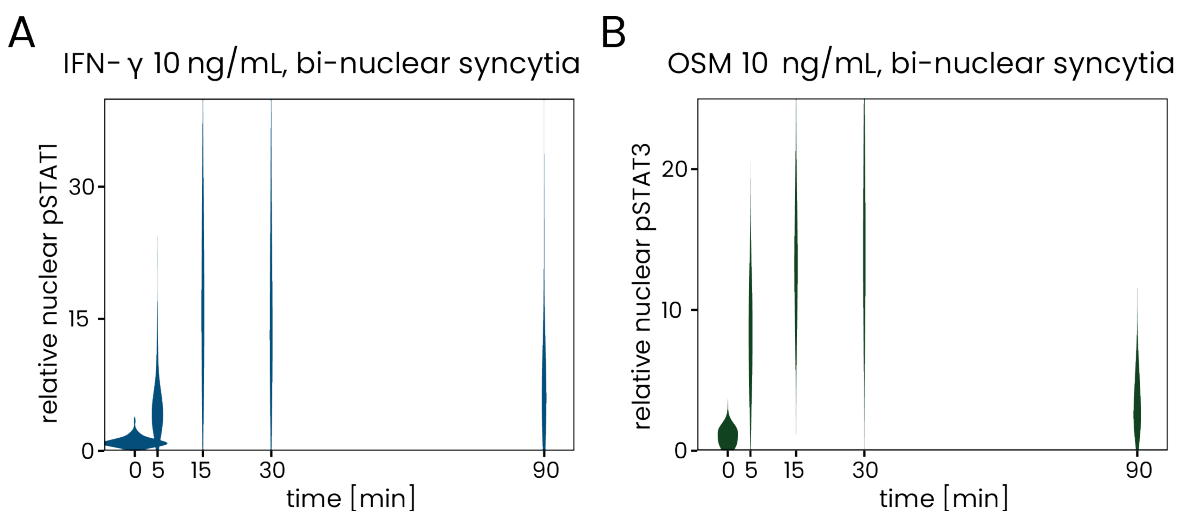 A
IFN- γ 10 ng/mL, bi-nuclear syncytia
relative nuclear pSTAT1
30
15
0
0 5 15 30 90
time [min]
B
OSM 10 ng/mL, bi-nuclear syncytia
relative nuclear pSTAT3
20
10
0
0 5 15 30 90
time [min]